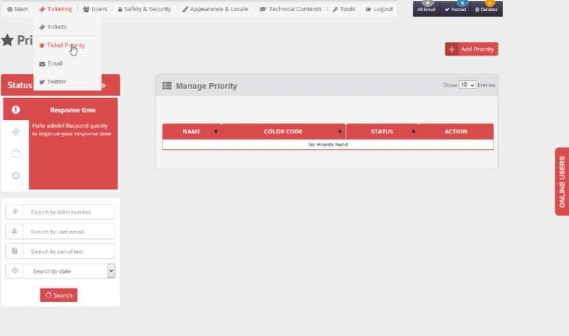 Main Ticketing Users Safety & Security Appearance & Locale Technical Contents Tools Logout
All Email Posted Deleted
Tickets
Pri
Ticket Priority
Add Priority
Email
Twitter
Status
Manage Priority
Show 10 Entries
Response time
Hello admin! Respond quickly
to improve your response time
NAME COLOR CODE STATUS ACTION
No records found
ONLINE USERS
Search by ticket number
Search by user email
Search by part of text
Search by date
Search